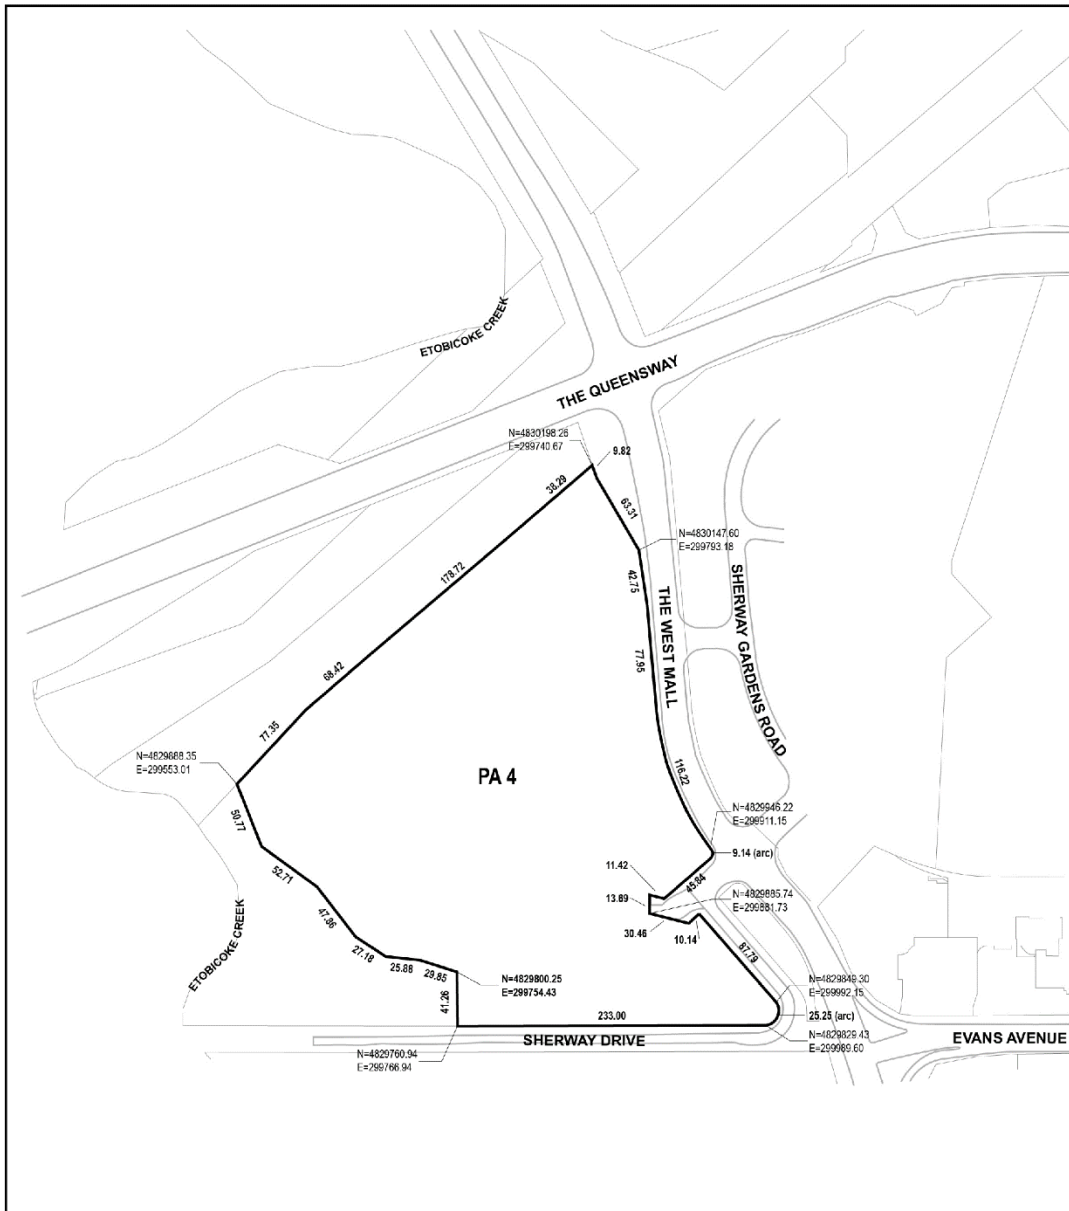 ETOBICOKE CREEK
THE QUEENSWAY
N=4830198.26
E=299740.67
9.82
38.29
63.31
N=4830147.60
E=299793.18
178.72
42.75
THE WEST MALL
SHERWAY GARDENS ROAD
77.95
68.42
77.35
N=4829888.35
E=299553.01
PA 4
116.22
50.77
N=4829946.22
E=299911.15
9.14 (arc)
52.71
11.42
45.84
13.69
N=4829885.74
E=299881.73
47.86
30.46
10.14
ETOBICOKE CREEK
27.18
25.88
29.85
87.79
N=4829800.25
E=299754.43
N=4829849.30
E=299992.15
41.26
233.00
25.25 (arc)
SHERWAY DRIVE
N=4829829.43
E=299989.60
EVANS AVENUE
N=4829760.94
E=299766.94